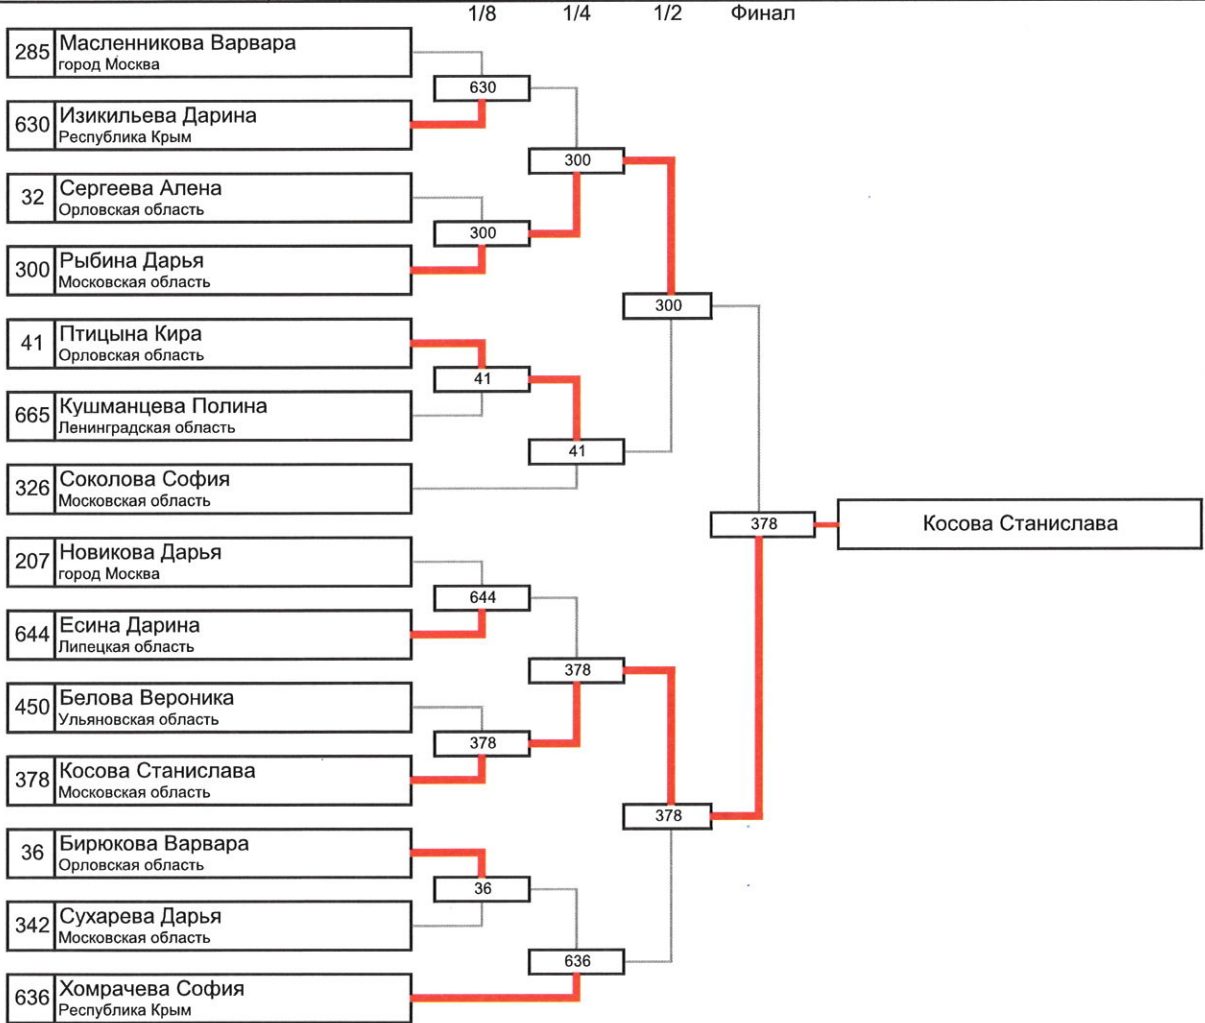 1/8 1/4 1/2 Финал
285 Масленникова Варвара
город Москва
630
630 Изикильева Дарина
Республика Крым
300
32 Сергеева Алена
Орловская область
300
300 Рыбина Дарья
Московская область
300
41 Птицына Кира
Орловская область
41
665 Кушманцева Полина
Ленинградская область
41
326 Соколова София
Московская область
378 Косова Станислава
207 Новикова Дарья
город Москва
644
644 Есина Дарина
Липецкая область
378
450 Белова Вероника
Ульяновская область
378
378 Косова Станислава
Московская область
378
36 Бирюкова Варвара
Орловская область
36
342 Сухарева Дарья
Московская область
636
636 Хомрачева София
Республика Крым